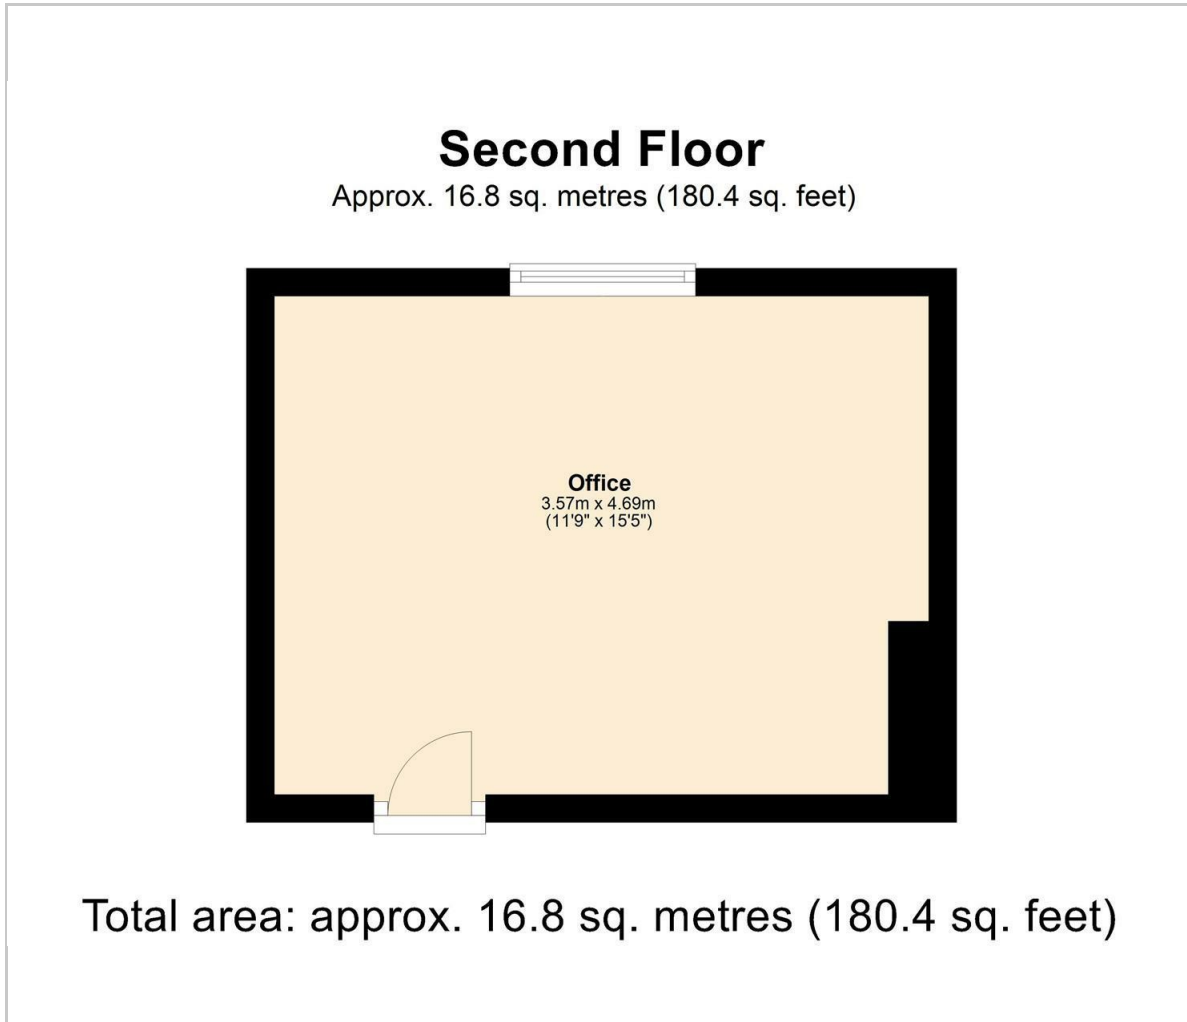 Second Floor
Approx. 16.8 sq. metres (180.4 sq. feet)
Office
3.57m x 4.69m
(11'9" x 15'5")
Total area: approx. 16.8 sq. metres (180.4 sq. feet)